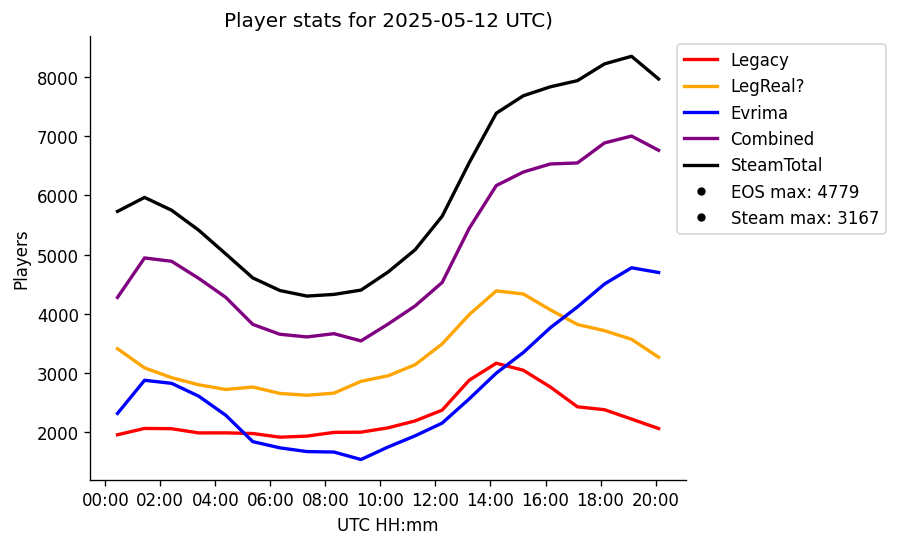 Player stats for 2025-05-12 UTC)
Legacy
LegReal?
Evrima
Combined
SteamTotal
EOS max: 4779
Steam max: 3167
Players
8000
7000
6000
5000
4000
3000
2000
00:00 02:00 04:00 06:00 08:00 10:00 12:00 14:00 16:00 18:00 20:00
UTC HH:mm